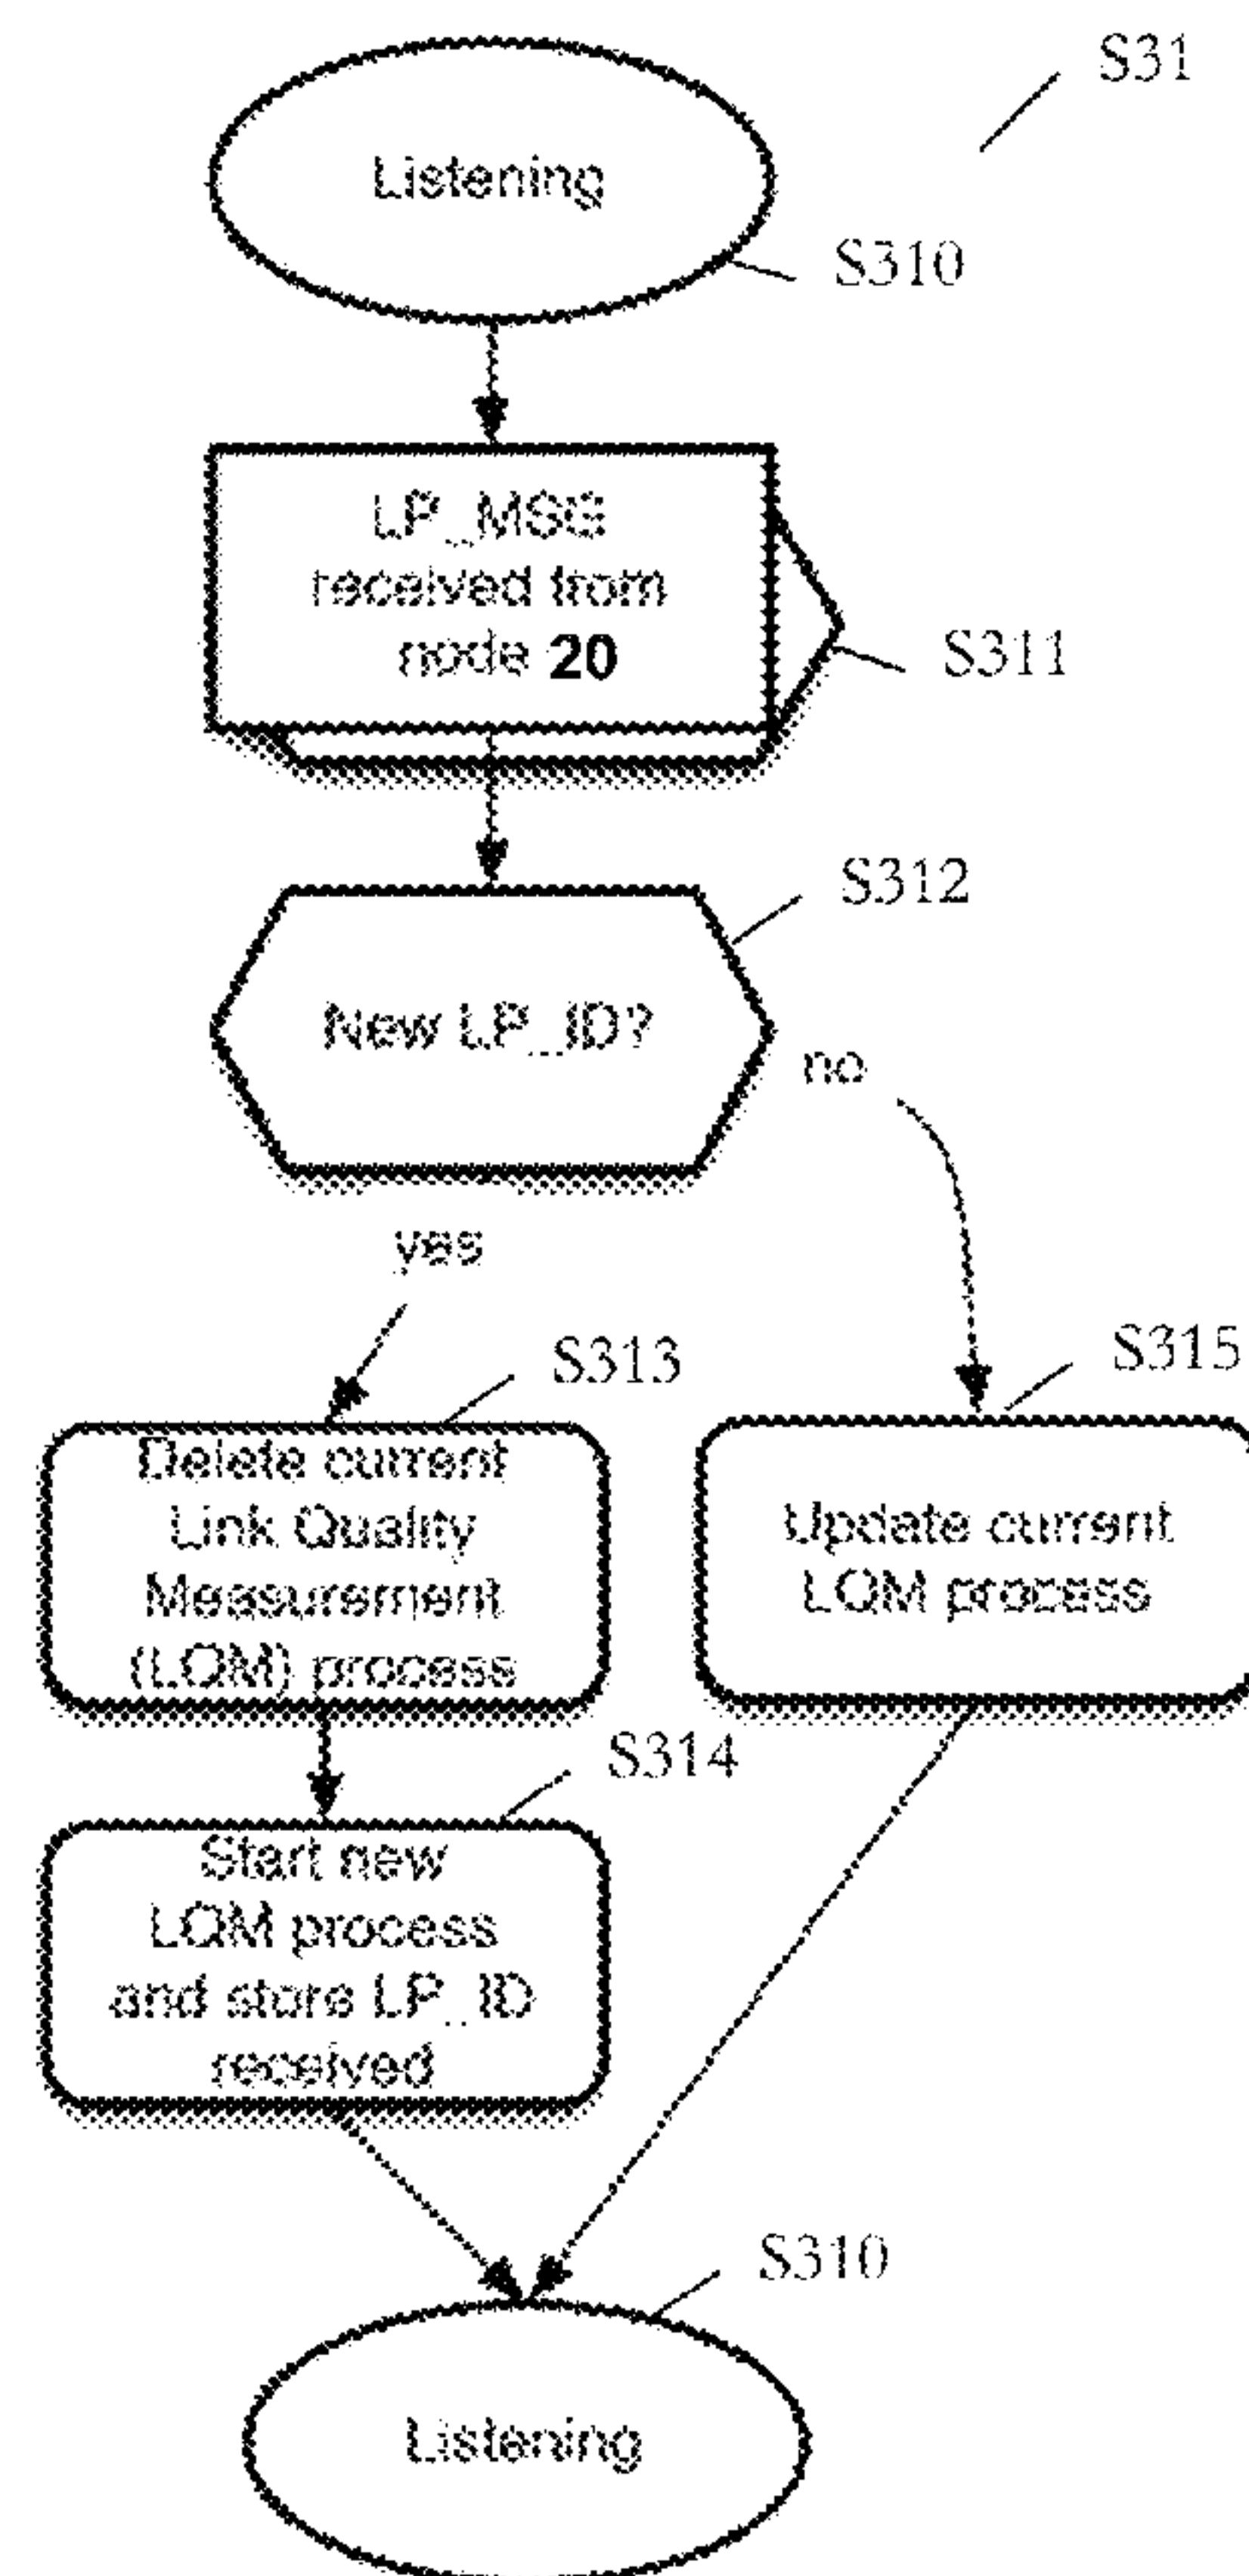 S31
Listening
S310
LP_MSG
received from
node 20
S311
S312
New LP_ID?
no
yes
S313
S315
Delete current
Link Quality
Measurement
(LQM) process
Update current
LQM process
S314
Start new
LQM process
and store LP_ID
received
S310
Listening